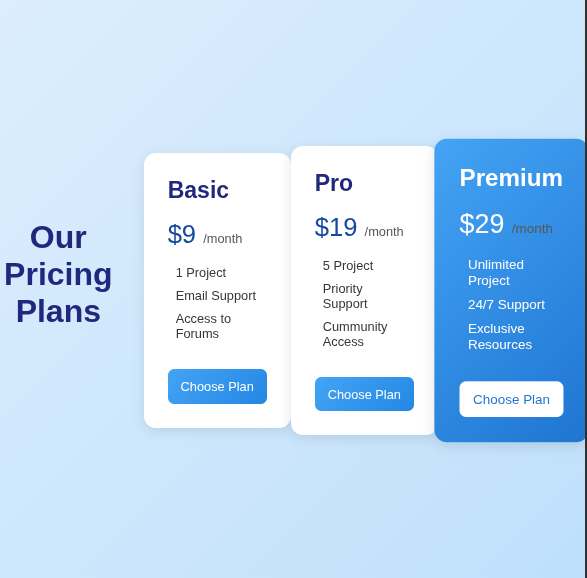 Our
Pricing
Plans
Basic
$9 /month
1 Project
Email Support
Access to
Forums
Choose Plan
Pro
$19 /month
5 Project
Priority
Support
Cummunity
Access
Choose Plan
Premium
$29 /month
Unlimited
Project
24/7 Support
Exclusive
Resources
Choose Plan